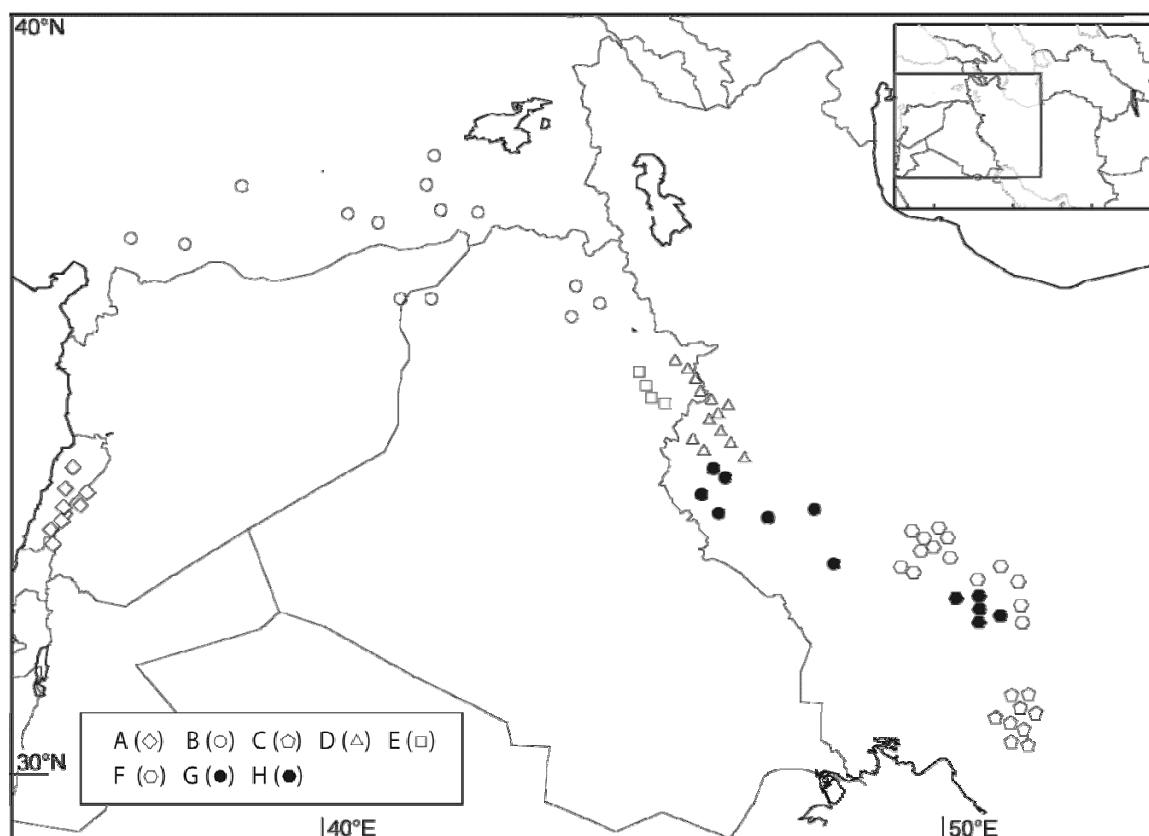 40°N
A (◇) B (○) C (⬠) D (△) E (□)
F (⬡) G (●) H (⬢)
30°N
40°E
50°E